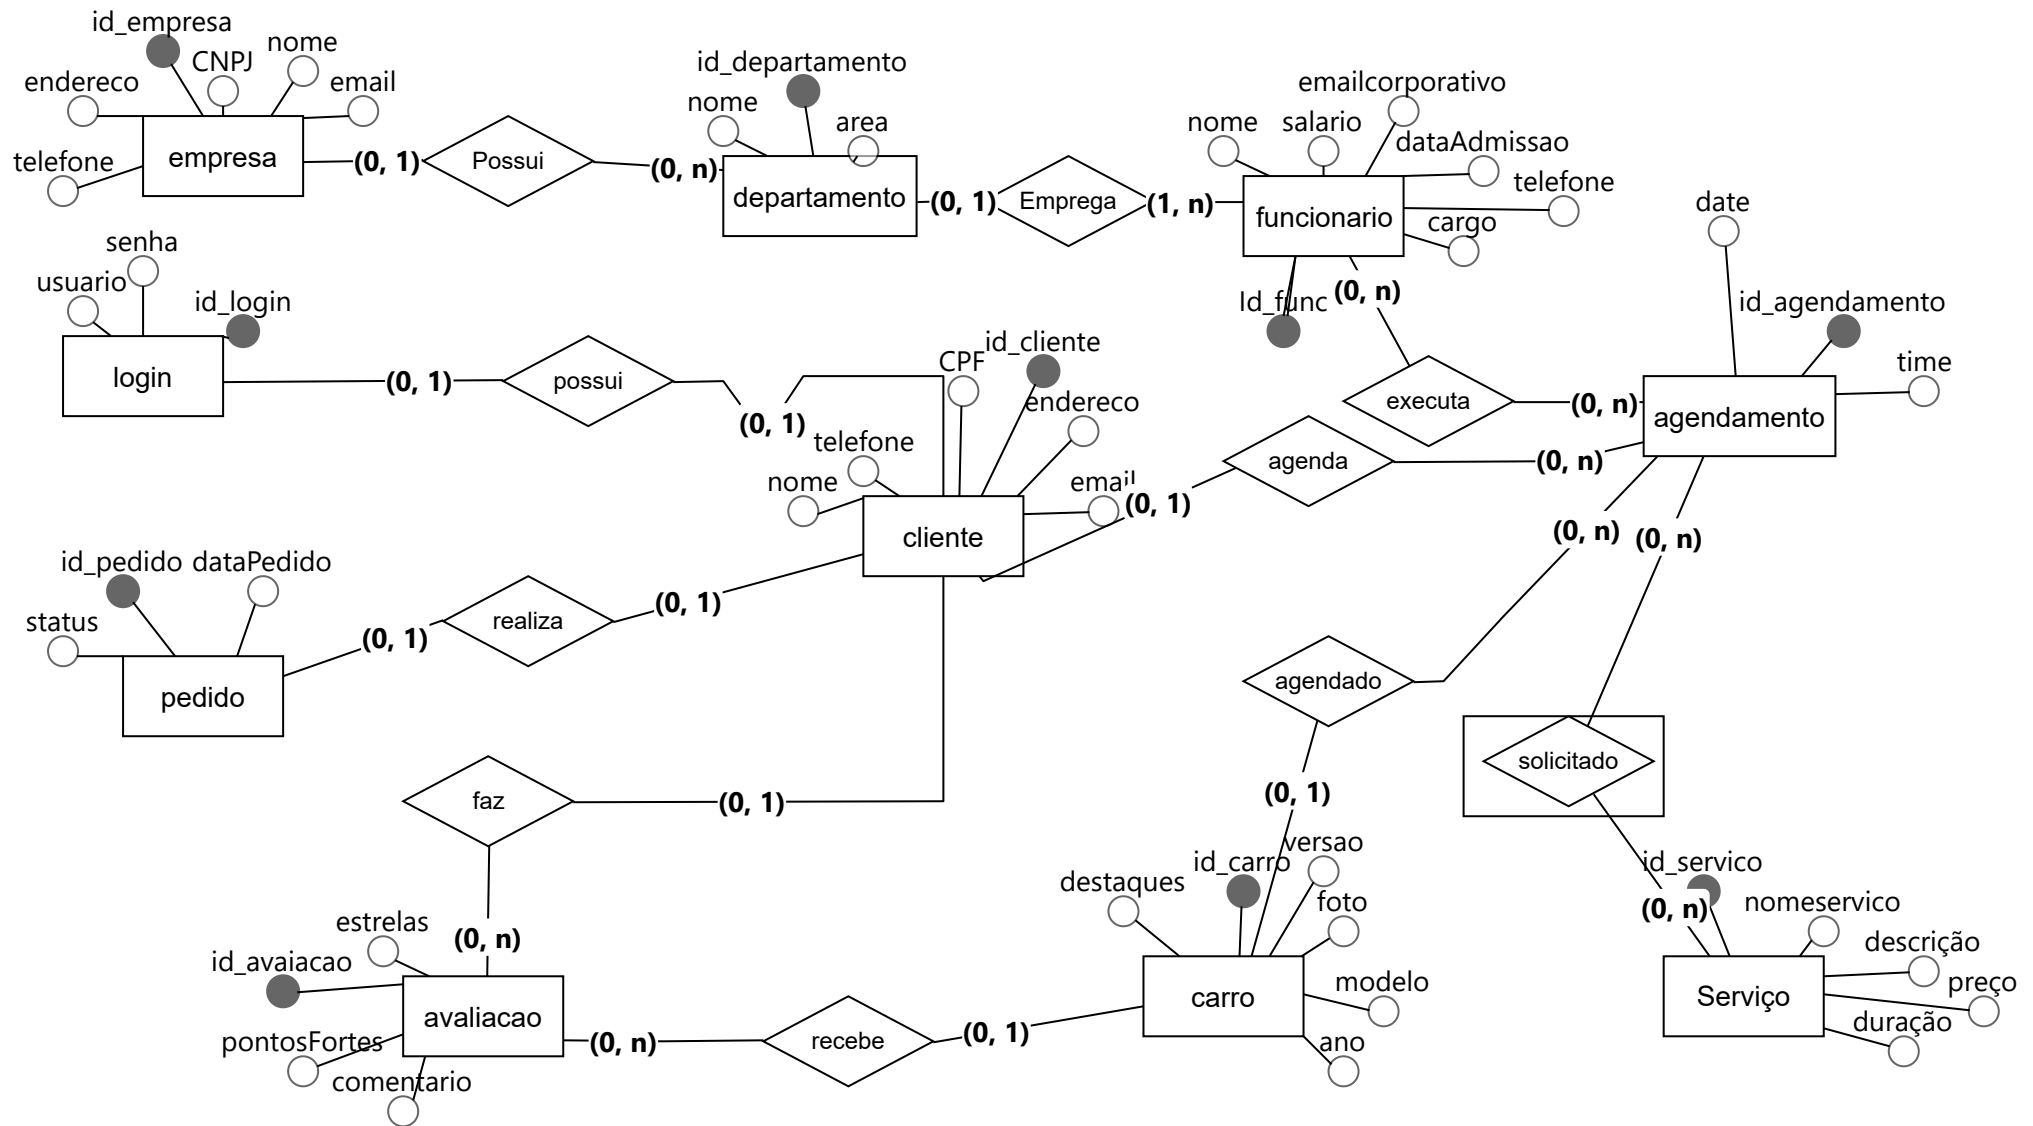 id_empresa
nome
CNPJ
endereco
email
telefone
empresa
(0, 1)
Possui
(0, n)
id_departamento
nome
area
departamento
(0, 1)
Emprega
(1, n)
emailcorporativo
nome
salario
dataAdmissao
telefone
cargo
funcionario
Id_func
(0, n)
date
id_agendamento
time
agendamento
executa
(0, n)
senha
usuario
id_login
login
(0, 1)
possui
(0, 1)
CPF
id_cliente
endereco
telefone
nome
email
cliente
(0, 1)
agenda
(0, n)
id_pedido
dataPedido
status
pedido
(0, 1)
realiza
(0, 1)
(0, n)
(0, n)
agendado
(0, 1)
solicitado
(0, n)
faz
(0, 1)
(0, n)
estrelas
id_avaiacao
pontosFortes
comentario
avaliacao
(0, n)
recebe
(0, 1)
destaques
id_carro
versao
foto
modelo
ano
carro
id_servico
nomeservico
descrição
preço
duração
Serviço